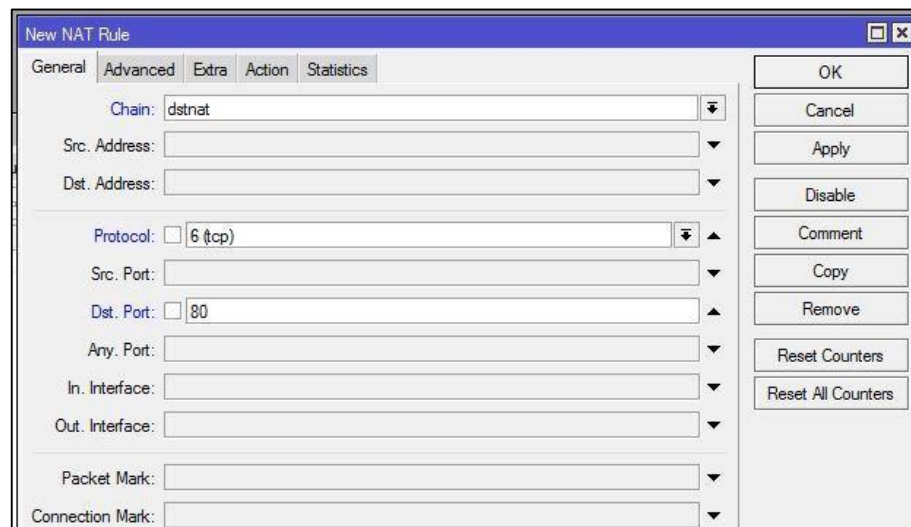 New NAT Rule
General Advanced Extra Action Statistics
Chain: dstnat
Src. Address:
Dst. Address:
Protocol: 6 (tcp)
Src. Port:
Dst. Port: 80
Any. Port:
In. Interface:
Out. Interface:
Packet Mark:
Connection Mark:
OK
Cancel
Apply
Disable
Comment
Copy
Remove
Reset Counters
Reset All Counters